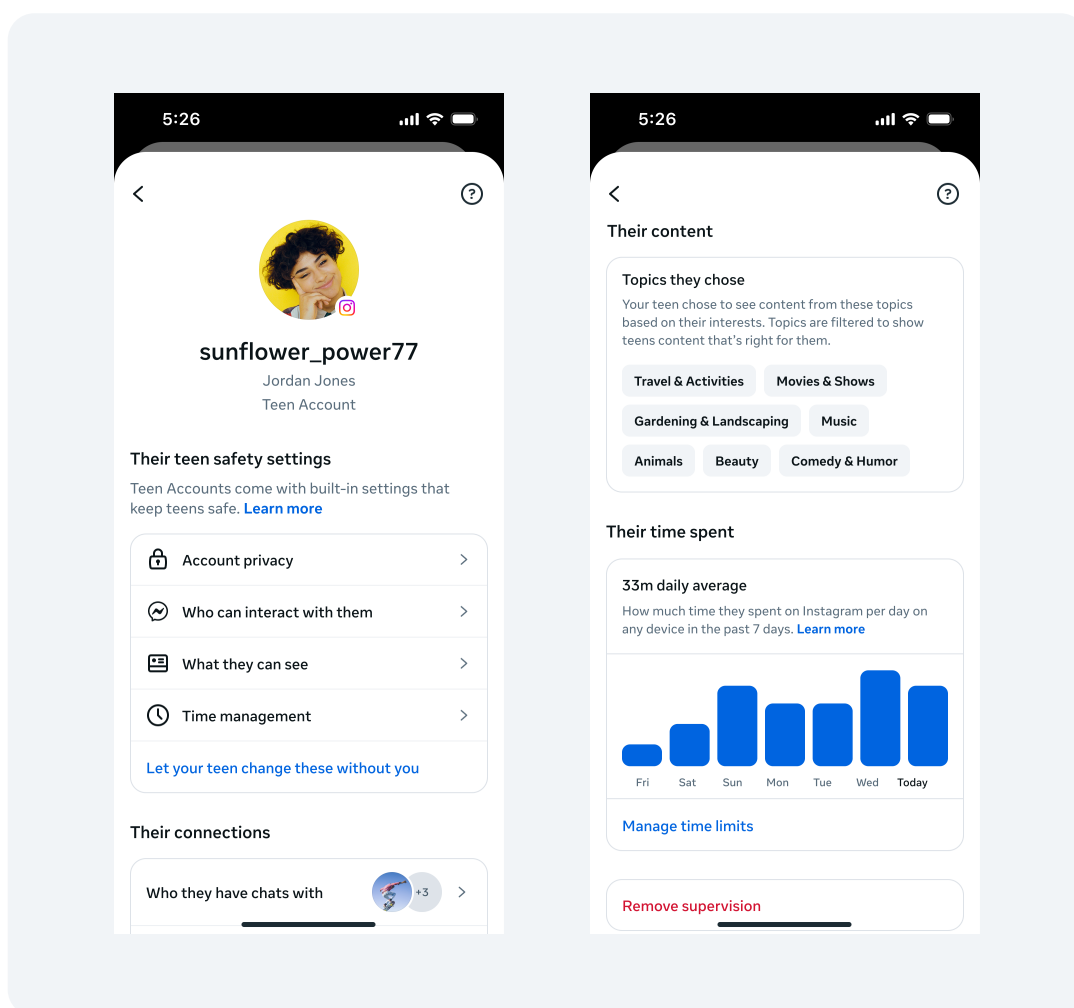 5:26
?
sunflower_power77
Jordan Jones
Teen Account
Their teen safety settings
Teen Accounts come with built-in settings that
keep teens safe. Learn more
Account privacy
Who can interact with them
What they can see
Time management
Let your teen change these without you
Their connections
Who they have chats with
+3
5:26
?
Their content
Topics they chose
Your teen chose to see content from these topics
based on their interests. Topics are filtered to show
teens content that's right for them.
Travel & Activities
Movies & Shows
Gardening & Landscaping
Music
Animals
Beauty
Comedy & Humor
Their time spent
33m daily average
How much time they spent on Instagram per day on
any device in the past 7 days. Learn more
Fri Sat Sun Mon Tue Wed Today
Manage time limits
Remove supervision